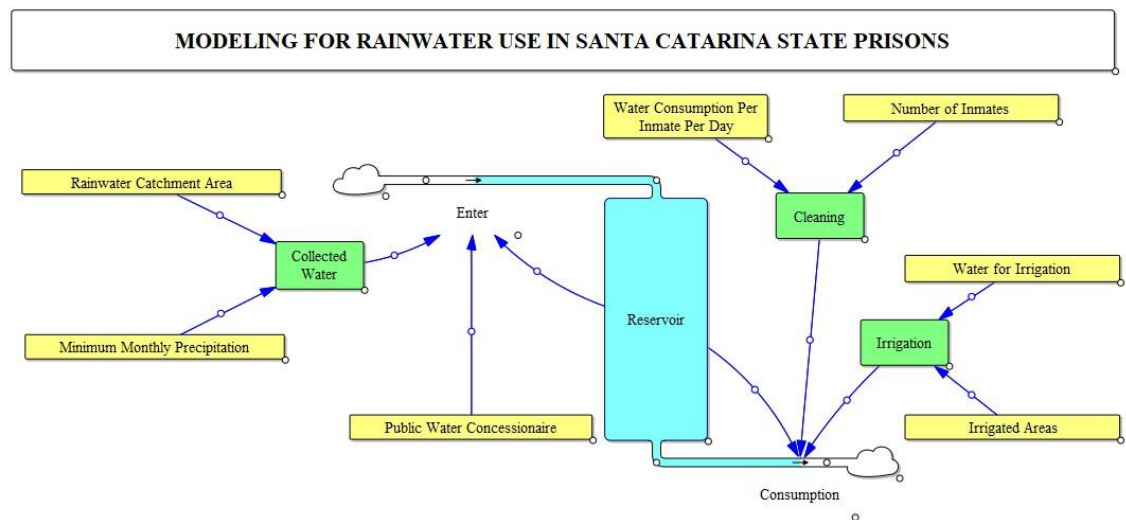 MODELING FOR RAINWATER USE IN SANTA CATARINA STATE PRISONS
Water Consumption Per
Inmate Per Day
Number of Inmates
Rainwater Catchment Area
Enter
Cleaning
Collected
Water
Water for Irrigation
Reservoir
Irrigation
Minimum Monthly Precipitation
Public Water Concessionaire
Irrigated Areas
Consumption